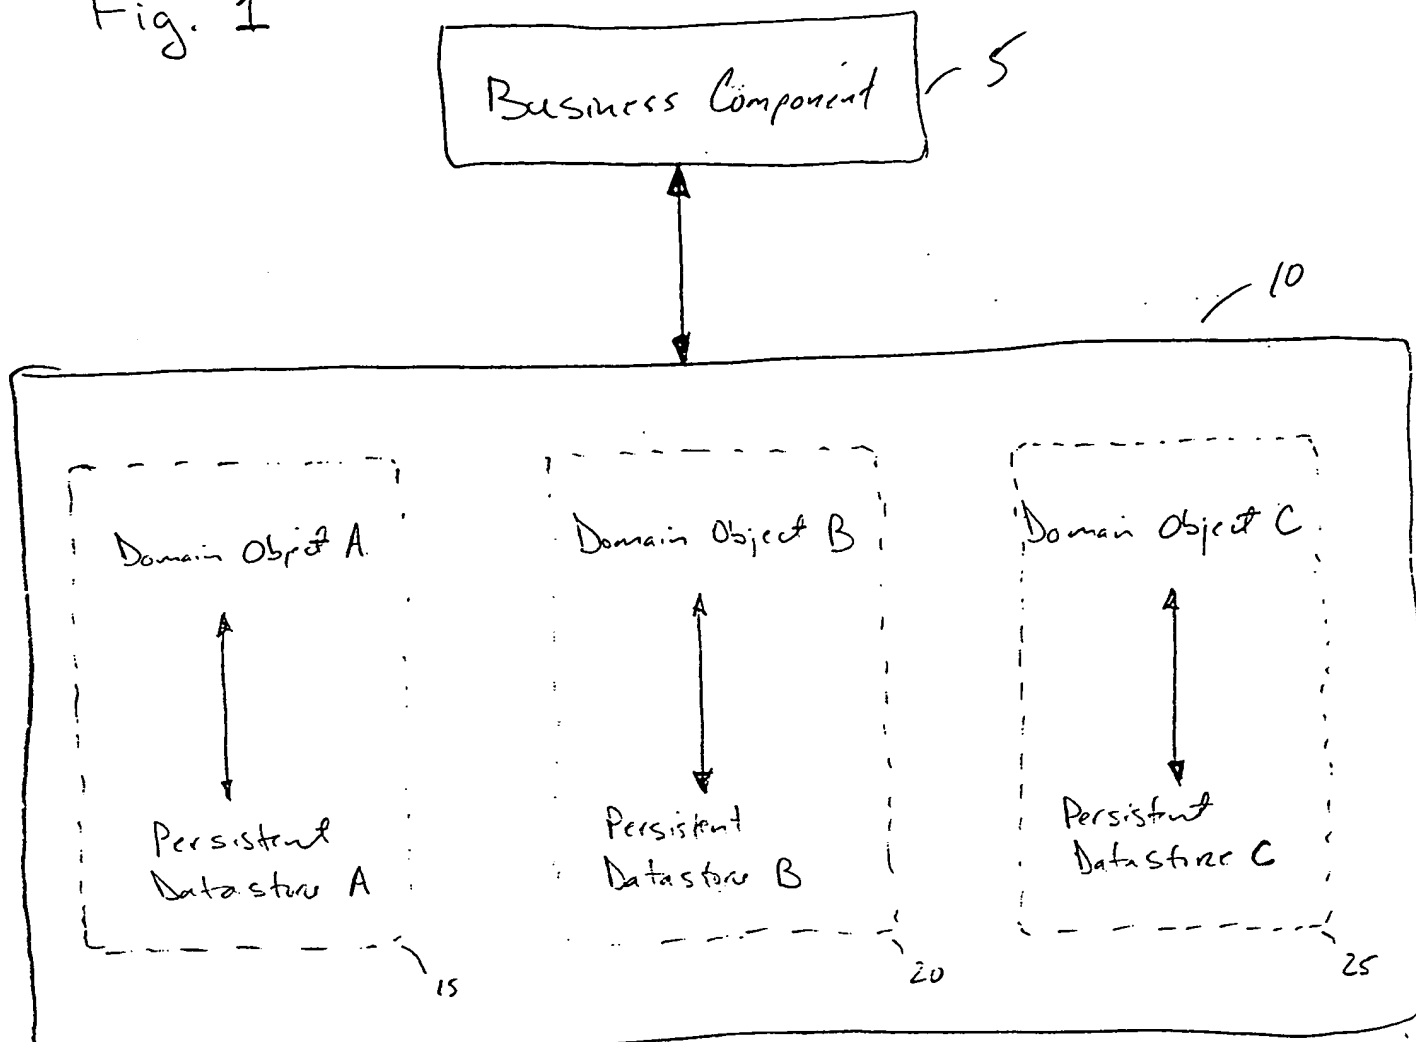 Fig. 1
Business Component
5
10
Domain Object A
Domain Object B
Domain Object C
Persistent
Datastore A
Persistent
Datastore B
Persistent
Datastore C
15
20
25